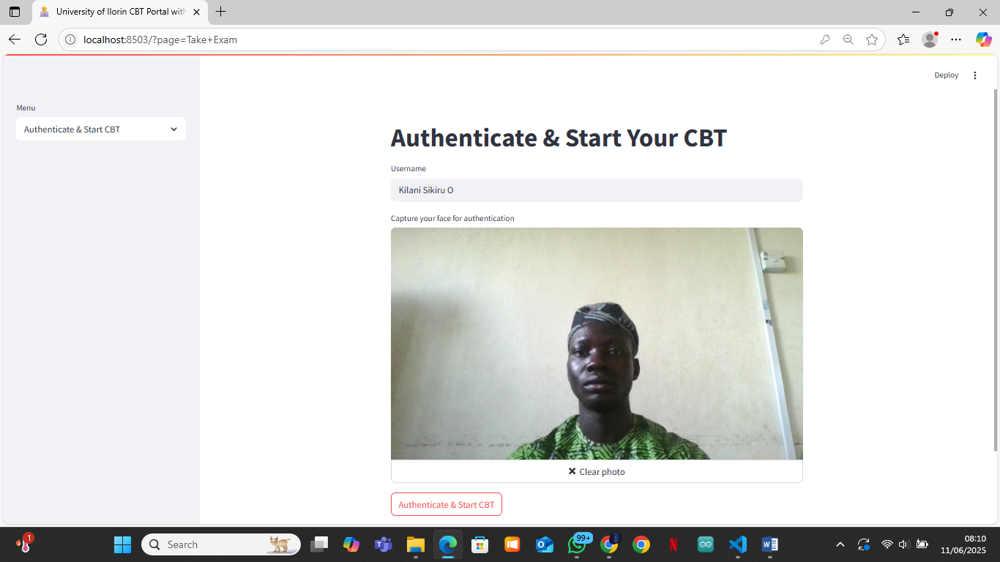 University of Ilorin CBT Portal with
localhost:8503/?page=Take+Exam
Deploy
Menu
Authenticate & Start CBT
Authenticate & Start Your CBT
Username
Kilani Sikiru O
Capture your face for authentication
Clear photo
Authenticate & Start CBT
1
Search
99+
08:10
11/06/2025